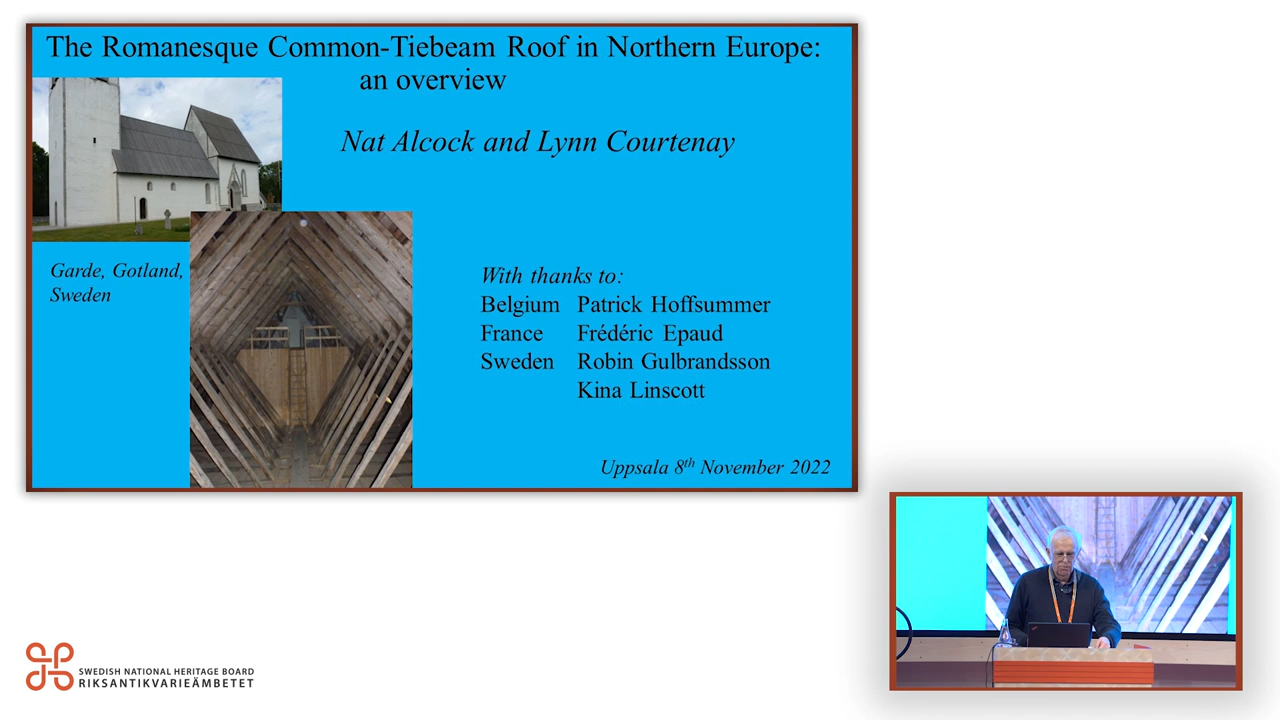 The Romanesque Common-Tiebeam Roof in Northern Europe:
an overview
Nat Alcock and Lynn Courtenay
Garde, Gotland,
Sweden
With thanks to:
Belgium Patrick Hoffsummer
France Frédéric Epaud
Sweden Robin Gulbrandsson
Kina Linscott
Uppsala 8th November 2022
SWEDISH NATIONAL HERITAGE BOARD
RIKSANTIKVARIEÄMBETET